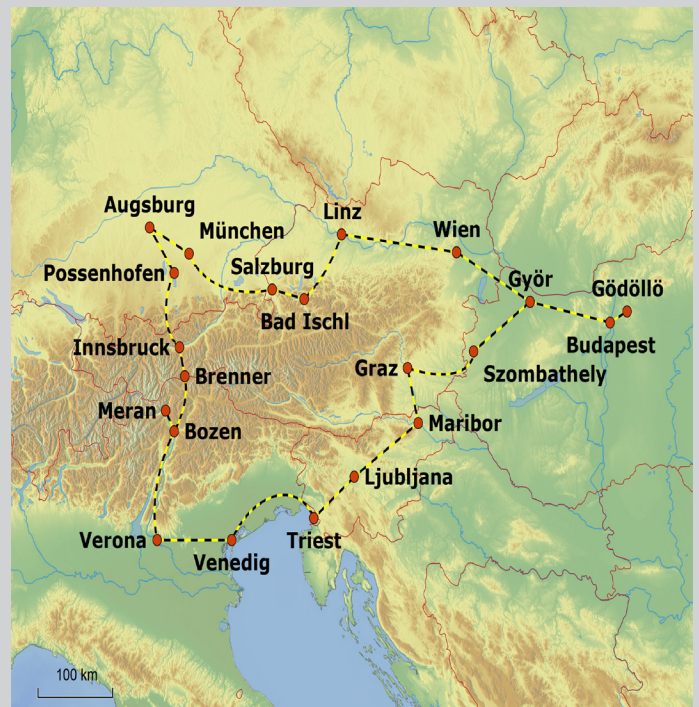 Augsburg
Linz
München
Wien
Possenhofen
Salzburg
Györ
Gödöllö
Bad Ischl
Budapest
Innsbruck
Graz
Szombathely
Brenner
Meran
Maribor
Bozen
Ljubljana
Verona
Triest
Venedig
100 km